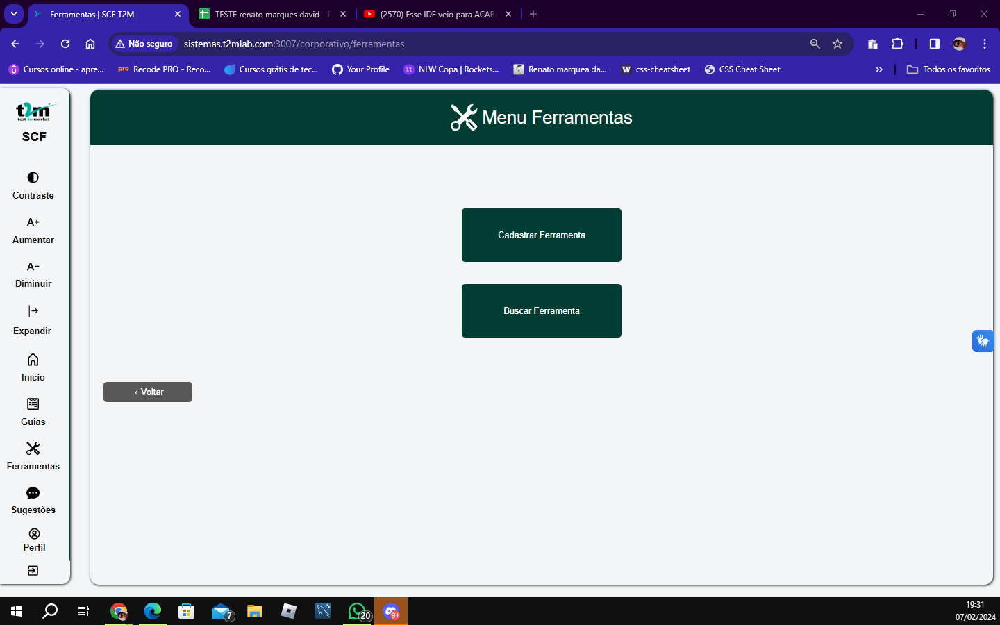 Ferramentas | SCF T2M
TESTE renato marques david - P
(2570) Esse IDE veio para ACAB
Não seguro
sistemas.t2mlab.com:3007/corporativo/ferramentas
Cursos online - apre...
pro
Recode PRO - Reco...
Cursos grátis de tec...
Your Profile
NLW Copa | Rockets...
Renato marquea da...
W
css-cheatsheet
CSS Cheat Sheet
Todos os favoritos
t2m
test to market
SCF
Contraste
A+
Aumentar
A-
Diminuir
Expandir
Início
Guias
Ferramentas
Sugestões
Perfil
Menu Ferramentas
Cadastrar Ferramenta
Buscar Ferramenta
‹ Voltar
7
20
9+
19:31
07/02/2024